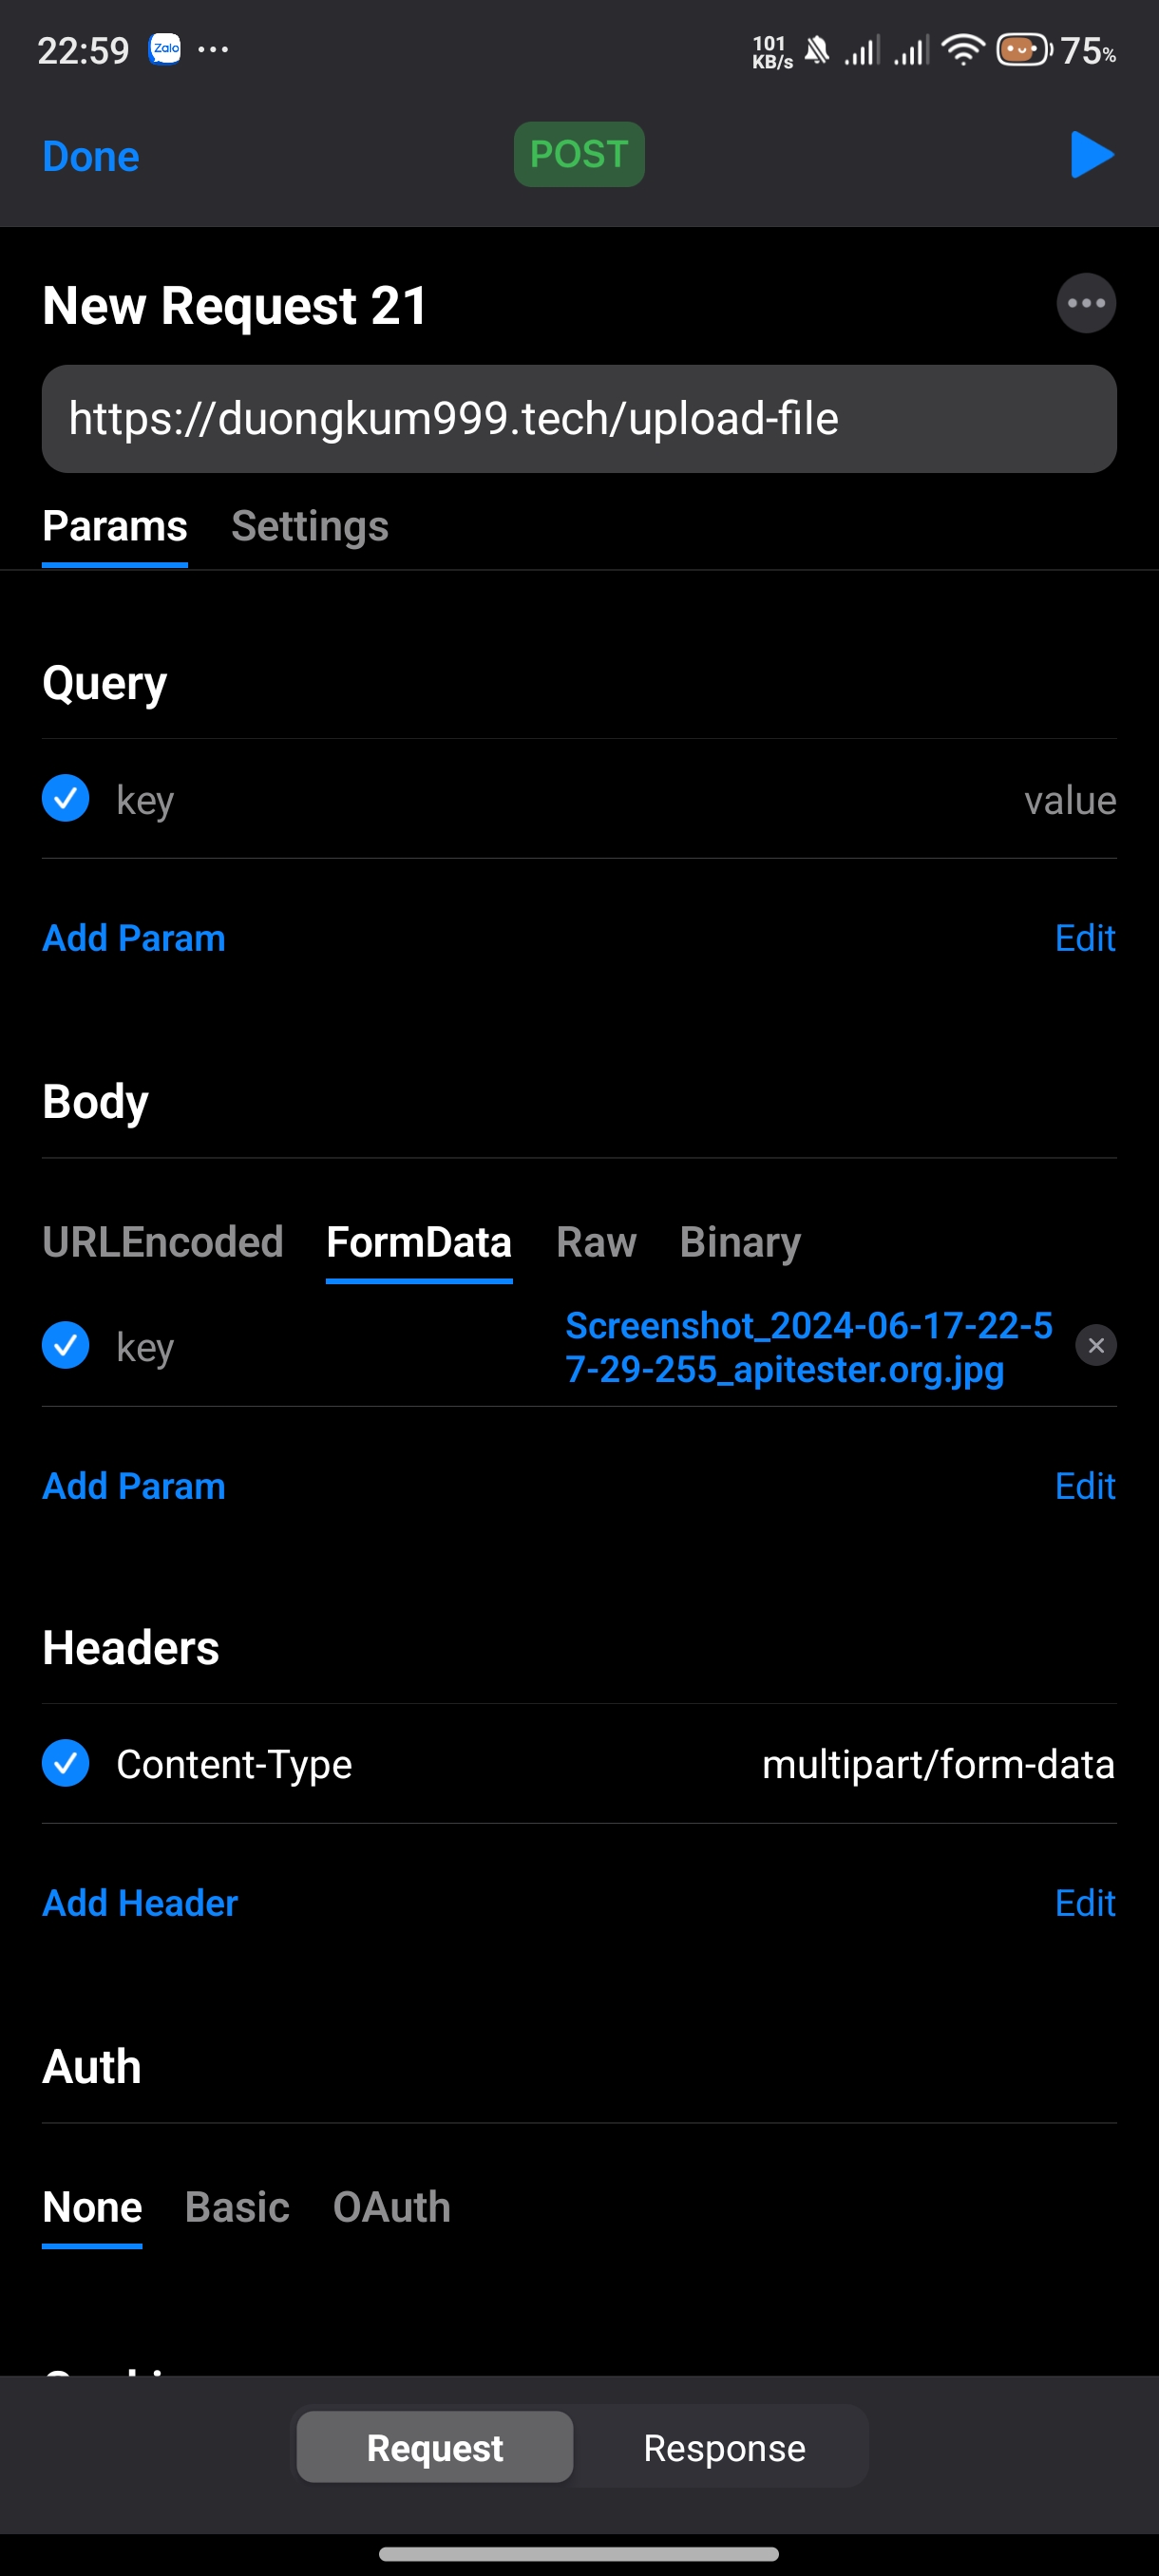 22:59 Zalo ... 101 KB/s 75%
Done POST
New Request 21
https://duongkum999.tech/upload-file
Params Settings
Query
key value
Add Param Edit
Body
URLEncoded FormData Raw Binary
key Screenshot_2024-06-17-22-5
7-29-255_apitester.org.jpg
Add Param Edit
Headers
Content-Type multipart/form-data
Add Header Edit
Auth
None Basic OAuth
Request Response